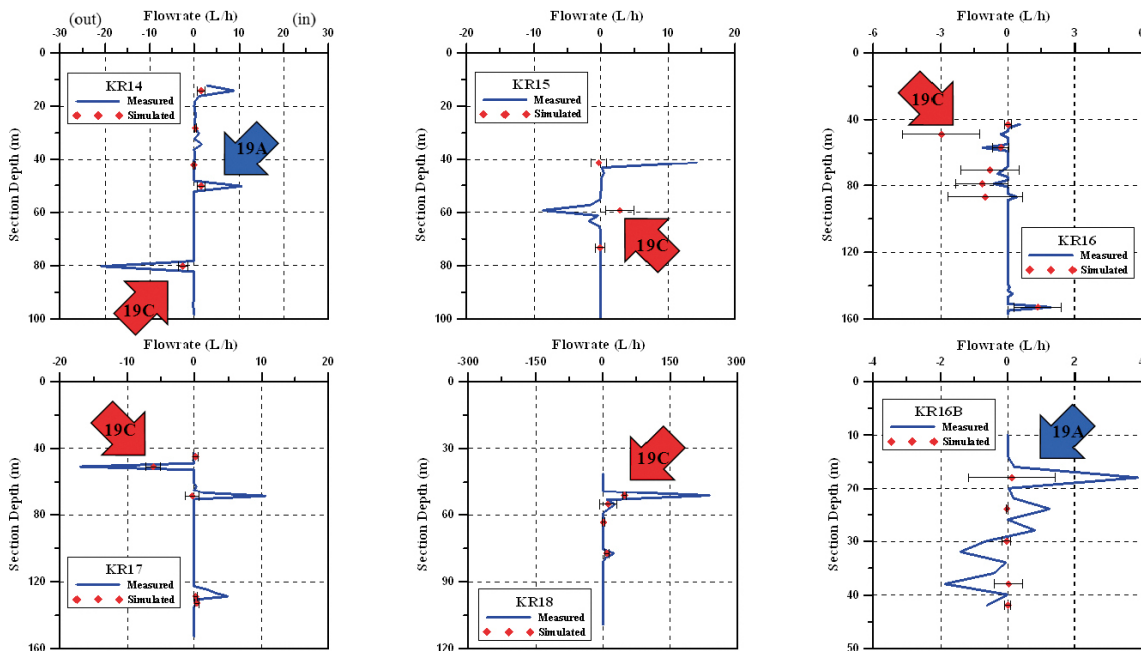 (out) Flowrate (L/h) (in)
-30 -20 -10 0 10 20 30
Section Depth (m)
0
20
40
60
80
100
KR14
Measured
Simulated
19A
19C
Flowrate (L/h)
-20 -10 0 10 20
Section Depth (m)
0
20
40
60
80
100
KR15
Measured
Simulated
19C
Flowrate (L/h)
-6 -3 0 3 6
Section Depth (m)
0
40
80
120
160
19C
KR16
Measured
Simulated
Flowrate (L/h)
-20 -10 0 10 20
Section Depth (m)
0
40
80
120
160
19C
KR17
Measured
Simulated
Flowrate (L/h)
-300 -150 0 150 300
Section Depth (m)
0
30
60
90
120
19C
KR18
Measured
Simulated
Flowrate (L/h)
-4 -2 0 2 4
Section Depth (m)
0
10
20
30
40
50
KR16B
Measured
Simulated
19A